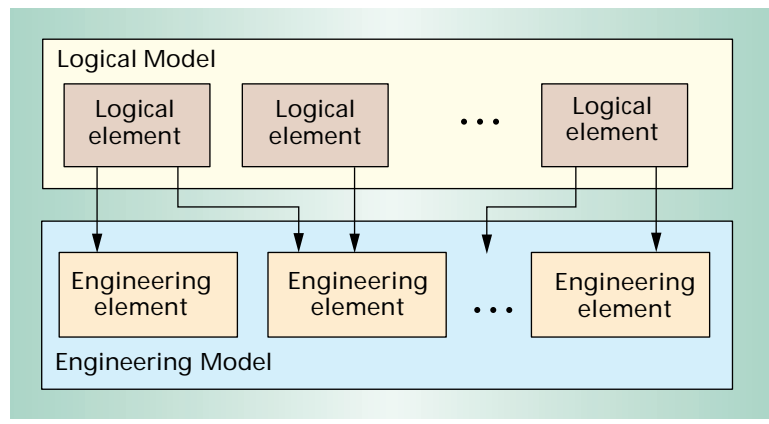 Logical Model
Logical
element
Logical
element
...
Logical
element
Engineering
element
Engineering
element
...
Engineering
element
Engineering Model